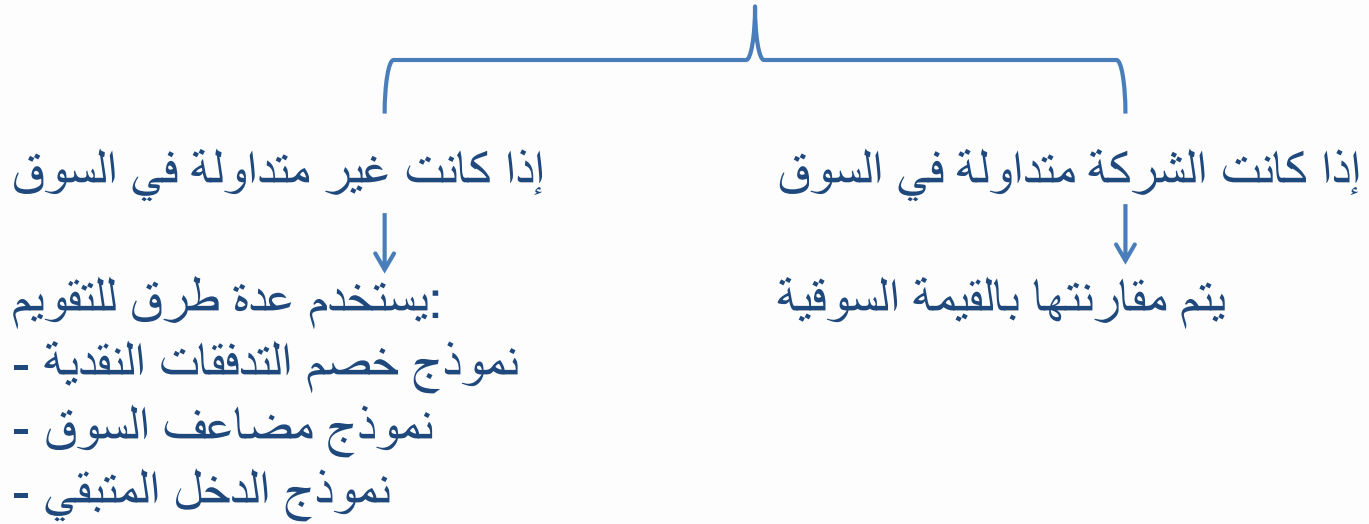 إذا كانت الشركة متداولة في السوق
يتم مقارنتها بالقيمة السوقية
إذا كانت غير متداولة في السوق
يستخدم عدة طرق للتقويم:
- نموذج خصم التدفقات النقدية
- نموذج مضاعف السوق
- نموذج الدخل المتبقي